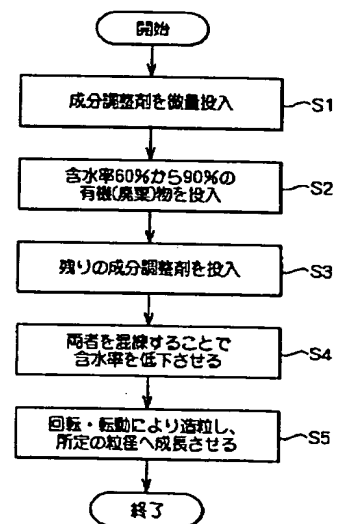 開始
成分調整剤を微量投入
S1
含水率60%から90%の
有機(廃棄)物を投入
S2
残りの成分調整剤を投入
S3
両者を混練することで
含水率を低下させる
S4
回転・転動により造粒し、
所定の粒径へ成長させる
S5
終了